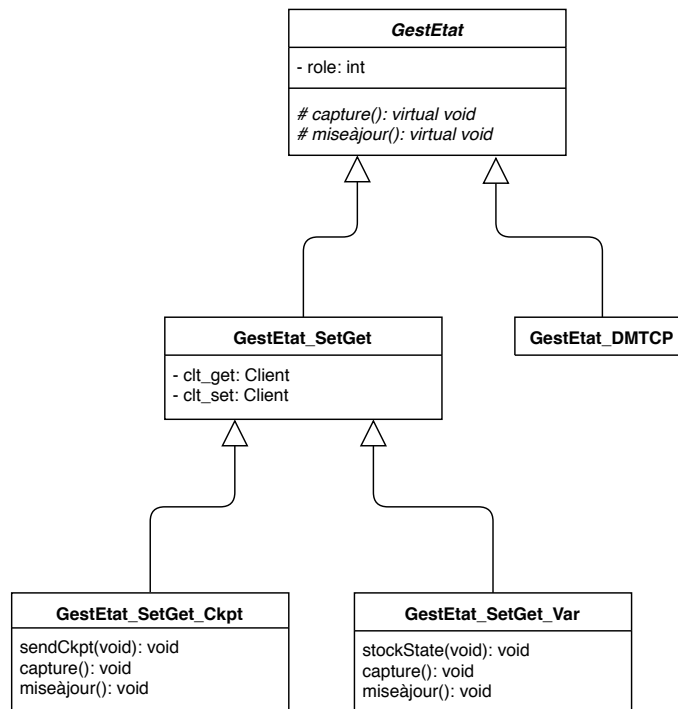 GestEtat
- role: int
# capture(): virtual void
# miseàjour(): virtual void
GestEtat_SetGet
- clt_get: Client
- clt_set: Client
GestEtat_DMTCP
GestEtat_SetGet_Ckpt
sendCkpt(void): void
capture(): void
miseàjour(): void
GestEtat_SetGet_Var
stockState(void): void
capture(): void
miseàjour(): void